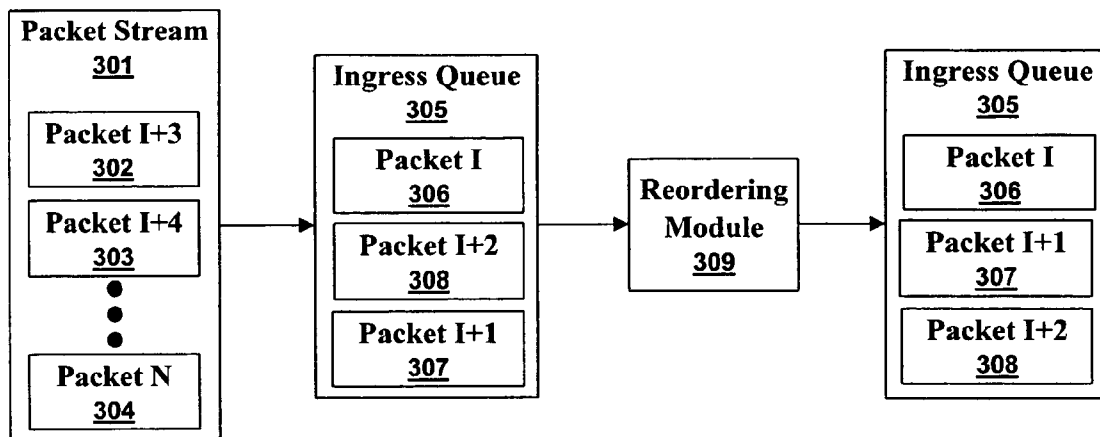 Packet Stream
301
Packet I+3
302
Packet I+4
303
Packet N
304
Ingress Queue
305
Packet I
306
Packet I+2
308
Packet I+1
307
Reordering
Module
309
Ingress Queue
305
Packet I
306
Packet I+1
307
Packet I+2
308